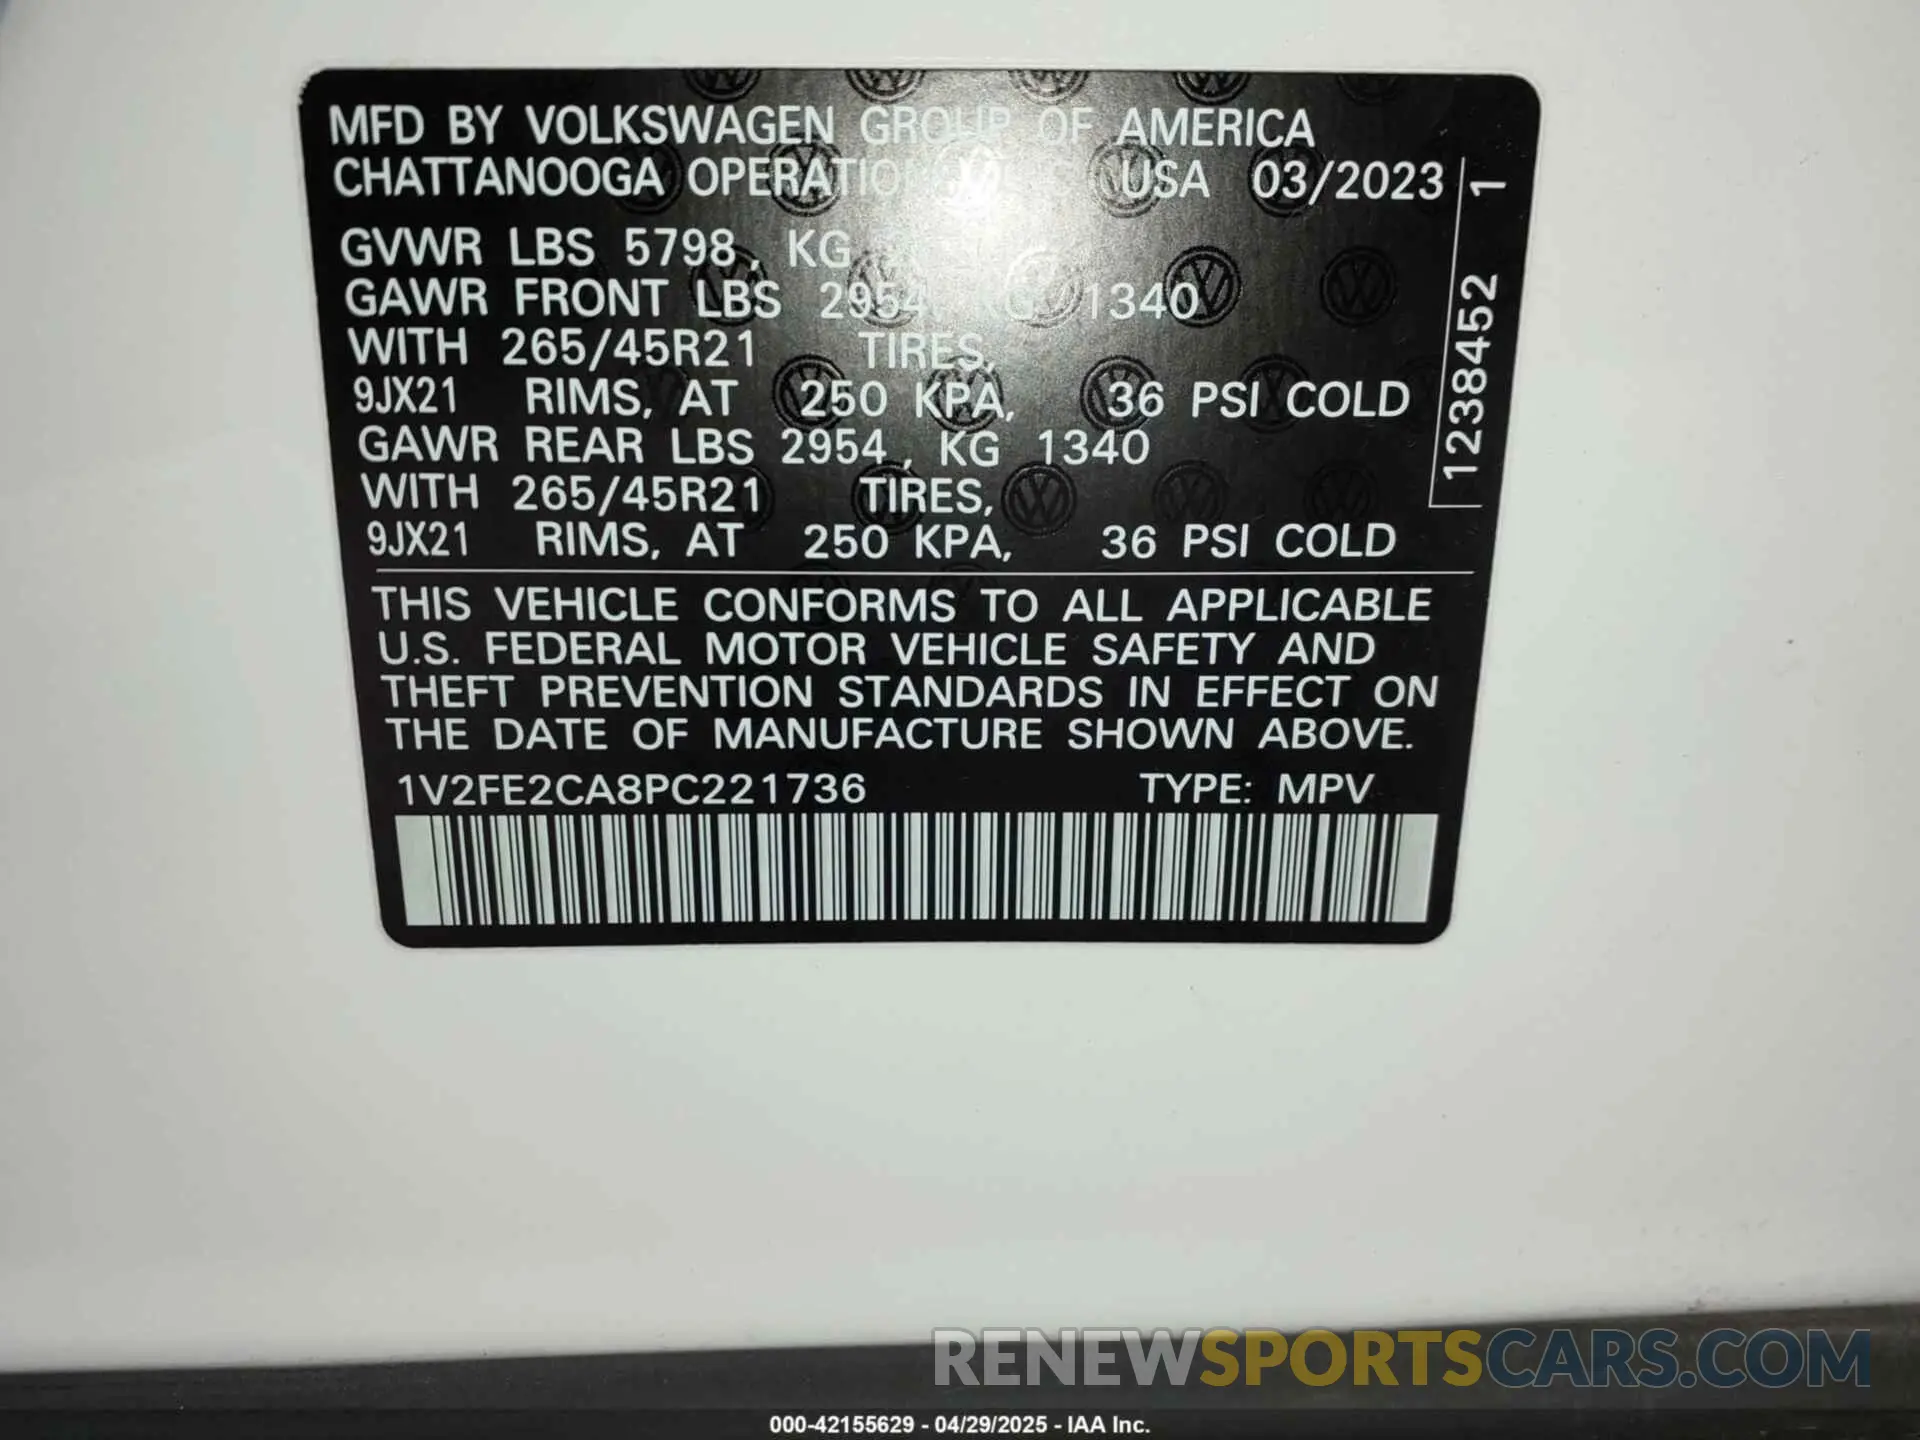 MFD BY VOLKSWAGEN GROUP OF AMERICA
CHATTANOOGA OPERATIONS USA 03/2023
GVWR LBS 5798, KG
GAWR FRONT LBS 2954, KG 1340
WITH 265/45R21 TIRES,
9JX21 RIMS, AT 250 KPA, 36 PSI COLD
GAWR REAR LBS 2954, KG 1340
WITH 265/45R21 TIRES,
9JX21 RIMS, AT 250 KPA, 36 PSI COLD
1238452 1
THIS VEHICLE CONFORMS TO ALL APPLICABLE
U.S. FEDERAL MOTOR VEHICLE SAFETY AND
THEFT PREVENTION STANDARDS IN EFFECT ON
THE DATE OF MANUFACTURE SHOWN ABOVE.
1V2FE2CA8PC221736 TYPE: MPV
RENEWSPORTSCARS.COM
000-42155629 - 04/29/2025 - IAA Inc.